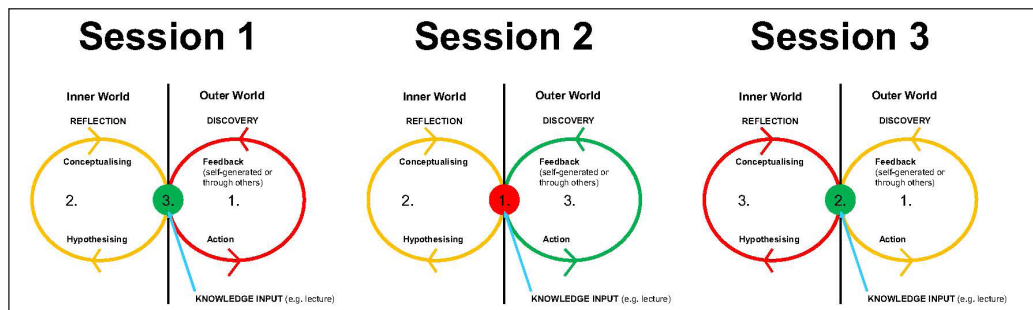 Session 1
Inner World
Outer World
REFLECTION
DISCOVERY
Conceptualising
Feedback
(self-generated or
through others)
2.
3.
1.
Hypothesising
Action
KNOWLEDGE INPUT (e.g. lecture)
Session 2
Inner World
Outer World
REFLECTION
DISCOVERY
Conceptualising
Feedback
(self-generated or
through others)
2.
1.
3.
Hypothesising
Action
KNOWLEDGE INPUT (e.g. lecture)
Session 3
Inner World
Outer World
REFLECTION
DISCOVERY
Conceptualising
Feedback
(self-generated or
through others)
3.
2.
1.
Hypothesising
Action
KNOWLEDGE INPUT (e.g. lecture)